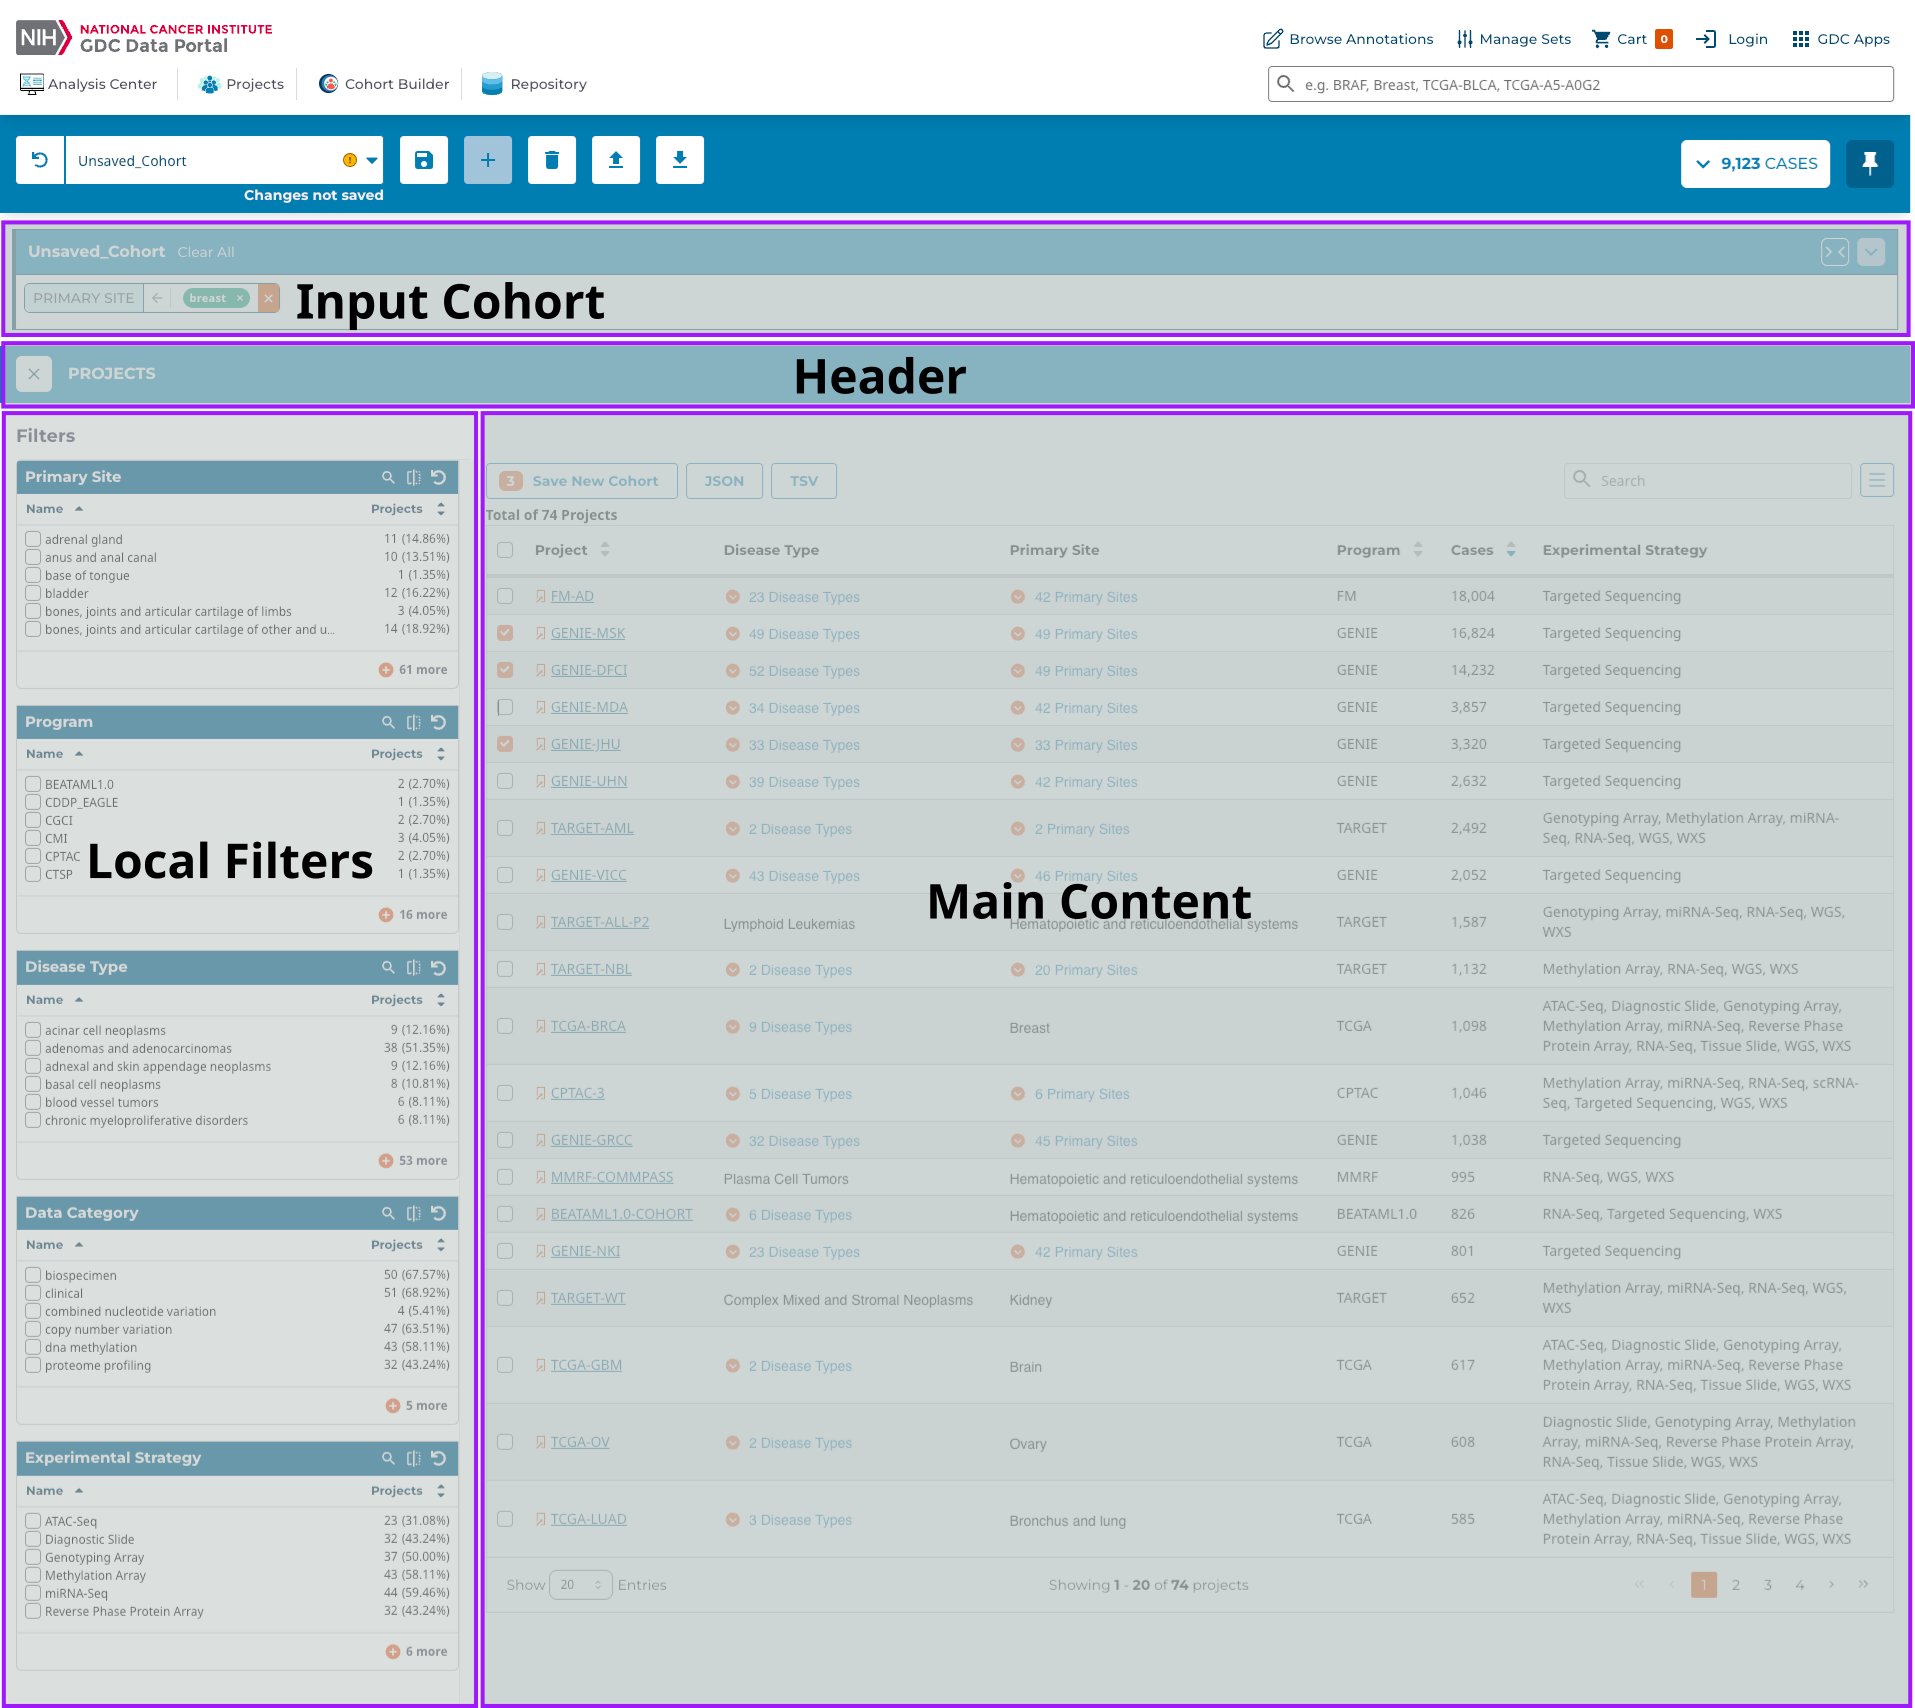 NIH NATIONAL CANCER INSTITUTE
GDC Data Portal
Browse Annotations Manage Sets Cart 0 Login GDC Apps
Analysis Center Projects Cohort Builder Repository
e.g. BRAF, Breast, TCGA-BLCA, TCGA-A5-A0G2
Unsaved_Cohort
Changes not saved
9,123 CASES
Unsaved_Cohort Clear All
PRIMARY SITE breast
Input Cohort
PROJECTS
Header
Filters
Primary Site
Name Projects
adrenal gland 11 (14.86%)
anus and anal canal 10 (13.51%)
base of tongue 1 (1.35%)
bladder 12 (16.22%)
bones, joints and articular cartilage of limbs 3 (4.05%)
bones, joints and articular cartilage of other and u... 14 (18.92%)
61 more
Program
Name Projects
BEATAML1.0 2 (2.70%)
CDDP_EAGLE 1 (1.35%)
CGCI 2 (2.70%)
CMI 3 (4.05%)
CPTAC 2 (2.70%)
CTSP 1 (1.35%)
Local Filters
16 more
Disease Type
Name Projects
acinar cell neoplasms 9 (12.16%)
adenomas and adenocarcinomas 38 (51.35%)
adnexal and skin appendage neoplasms 9 (12.16%)
basal cell neoplasms 8 (10.81%)
blood vessel tumors 6 (8.11%)
chronic myeloproliferative disorders 6 (8.11%)
53 more
Data Category
Name Projects
biospecimen 50 (67.57%)
clinical 51 (68.92%)
combined nucleotide variation 4 (5.41%)
copy number variation 47 (63.51%)
dna methylation 43 (58.11%)
proteome profiling 32 (43.24%)
5 more
Experimental Strategy
Name Projects
ATAC-Seq 23 (31.08%)
Diagnostic Slide 32 (43.24%)
Genotyping Array 37 (50.00%)
Methylation Array 43 (58.11%)
miRNA-Seq 44 (59.46%)
Reverse Phase Protein Array 32 (43.24%)
6 more
3 Save New Cohort JSON TSV Search
Total of 74 Projects
Project Disease Type Primary Site Program Cases Experimental Strategy
FM-AD 23 Disease Types 42 Primary Sites FM 18,004 Targeted Sequencing
GENIE-MSK 49 Disease Types 49 Primary Sites GENIE 16,824 Targeted Sequencing
GENIE-DFCI 52 Disease Types 49 Primary Sites GENIE 14,232 Targeted Sequencing
GENIE-MDA 34 Disease Types 42 Primary Sites GENIE 3,857 Targeted Sequencing
GENIE-JHU 33 Disease Types 33 Primary Sites GENIE 3,320 Targeted Sequencing
GENIE-UHN 39 Disease Types 42 Primary Sites GENIE 2,632 Targeted Sequencing
TARGET-AML 2 Disease Types 2 Primary Sites TARGET 2,492 Genotyping Array, Methylation Array, miRNA-
Seq, RNA-Seq, WGS, WXS
GENIE-VICC 43 Disease Types 46 Primary Sites GENIE 2,052 Targeted Sequencing
Main Content
TARGET-ALL-P2 Lymphoid Leukemias Hematopoietic and reticuloendothelial systems TARGET 1,587 Genotyping Array, miRNA-Seq, RNA-Seq, WGS,
WXS
TARGET-NBL 2 Disease Types 20 Primary Sites TARGET 1,132 Methylation Array, RNA-Seq, WGS, WXS
TCGA-BRCA 9 Disease Types Breast TCGA 1,098 ATAC-Seq, Diagnostic Slide, Genotyping Array,
Methylation Array, miRNA-Seq, Reverse Phase
Protein Array, RNA-Seq, Tissue Slide, WGS, WXS
CPTAC-3 5 Disease Types 6 Primary Sites CPTAC 1,046 Methylation Array, miRNA-Seq, RNA-Seq, scRNA-
Seq, Targeted Sequencing, WGS, WXS
GENIE-GRCC 32 Disease Types 45 Primary Sites GENIE 1,038 Targeted Sequencing
MMRF-COMMPASS Plasma Cell Tumors Hematopoietic and reticuloendothelial systems MMRF 995 RNA-Seq, WGS, WXS
BEATAML1.0-COHORT 6 Disease Types Hematopoietic and reticuloendothelial systems BEATAML1.0 826 RNA-Seq, Targeted Sequencing, WXS
GENIE-NKI 23 Disease Types 42 Primary Sites GENIE 801 Targeted Sequencing
TARGET-WT Complex Mixed and Stromal Neoplasms Kidney TARGET 652 Methylation Array, miRNA-Seq, RNA-Seq, WGS,
WXS
TCGA-GBM 2 Disease Types Brain TCGA 617 ATAC-Seq, Diagnostic Slide, Genotyping Array,
Methylation Array, miRNA-Seq, Reverse Phase
Protein Array, RNA-Seq, Tissue Slide, WGS, WXS
TCGA-OV 2 Disease Types Ovary TCGA 608 Diagnostic Slide, Genotyping Array, Methylation
Array, miRNA-Seq, Reverse Phase Protein Array,
RNA-Seq, Tissue Slide, WGS, WXS
TCGA-LUAD 3 Disease Types Bronchus and lung TCGA 585 ATAC-Seq, Diagnostic Slide, Genotyping Array,
Methylation Array, miRNA-Seq, Reverse Phase
Protein Array, RNA-Seq, Tissue Slide, WGS, WXS
Show 20 Entries Showing 1 - 20 of 74 projects 1 2 3 4